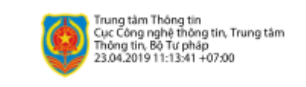 Trung tâm Thông tin
Cục Công nghệ thông tin, Trung tâm
Thông tin, Bộ Tư pháp
23.04.2019 11:13:41 +07:00